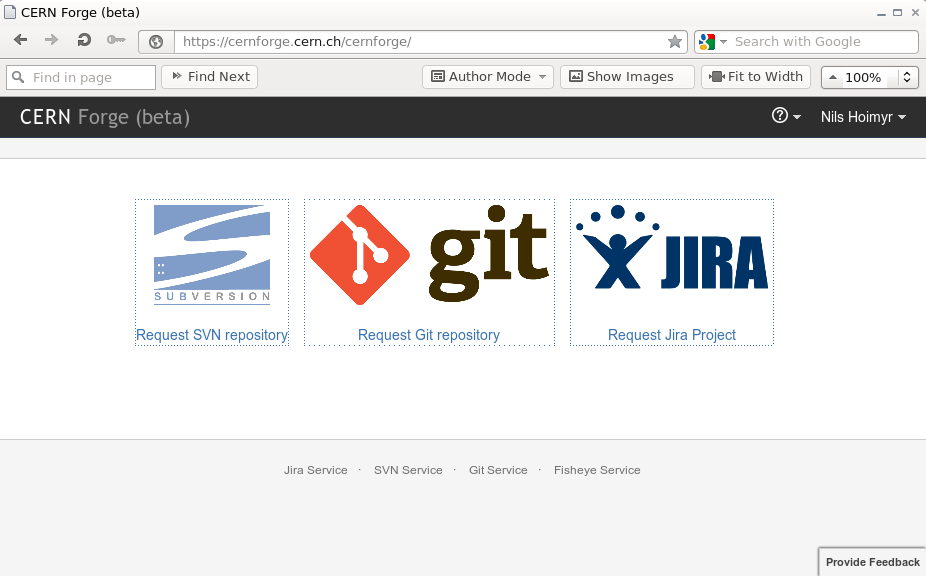 CERN Forge (beta)
https://cernforge.cern.ch/cernforge/
Search with Google
Find in page
Find Next
Author Mode
Show Images
Fit to Width
100%
CERN Forge (beta)
?
Nils Hoimyr
SUBVERSION
git
JIRA
Request SVN repository
Request Git repository
Request Jira Project
Jira Service · SVN Service · Git Service · Fisheye Service
Provide Feedback